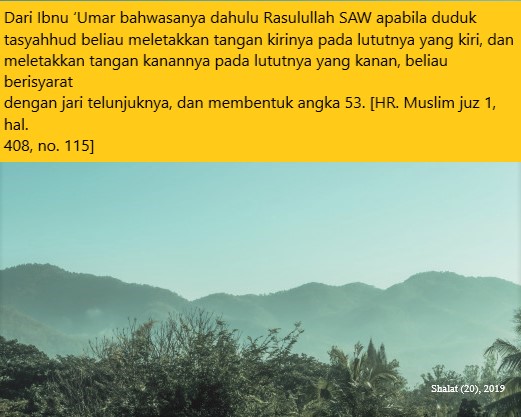 Dari Ibnu ‘Umar bahwasanya dahulu Rasulullah SAW apabila duduk
tasyahhud beliau meletakkan tangan kirinya pada lututnya yang kiri, dan
meletakkan tangan kanannya pada lututnya yang kanan, beliau
berisyarat
dengan jari telunjuknya, dan membentuk angka 53. [HR. Muslim juz 1,
hal.
408, no. 115]
Shalat (20), 2019